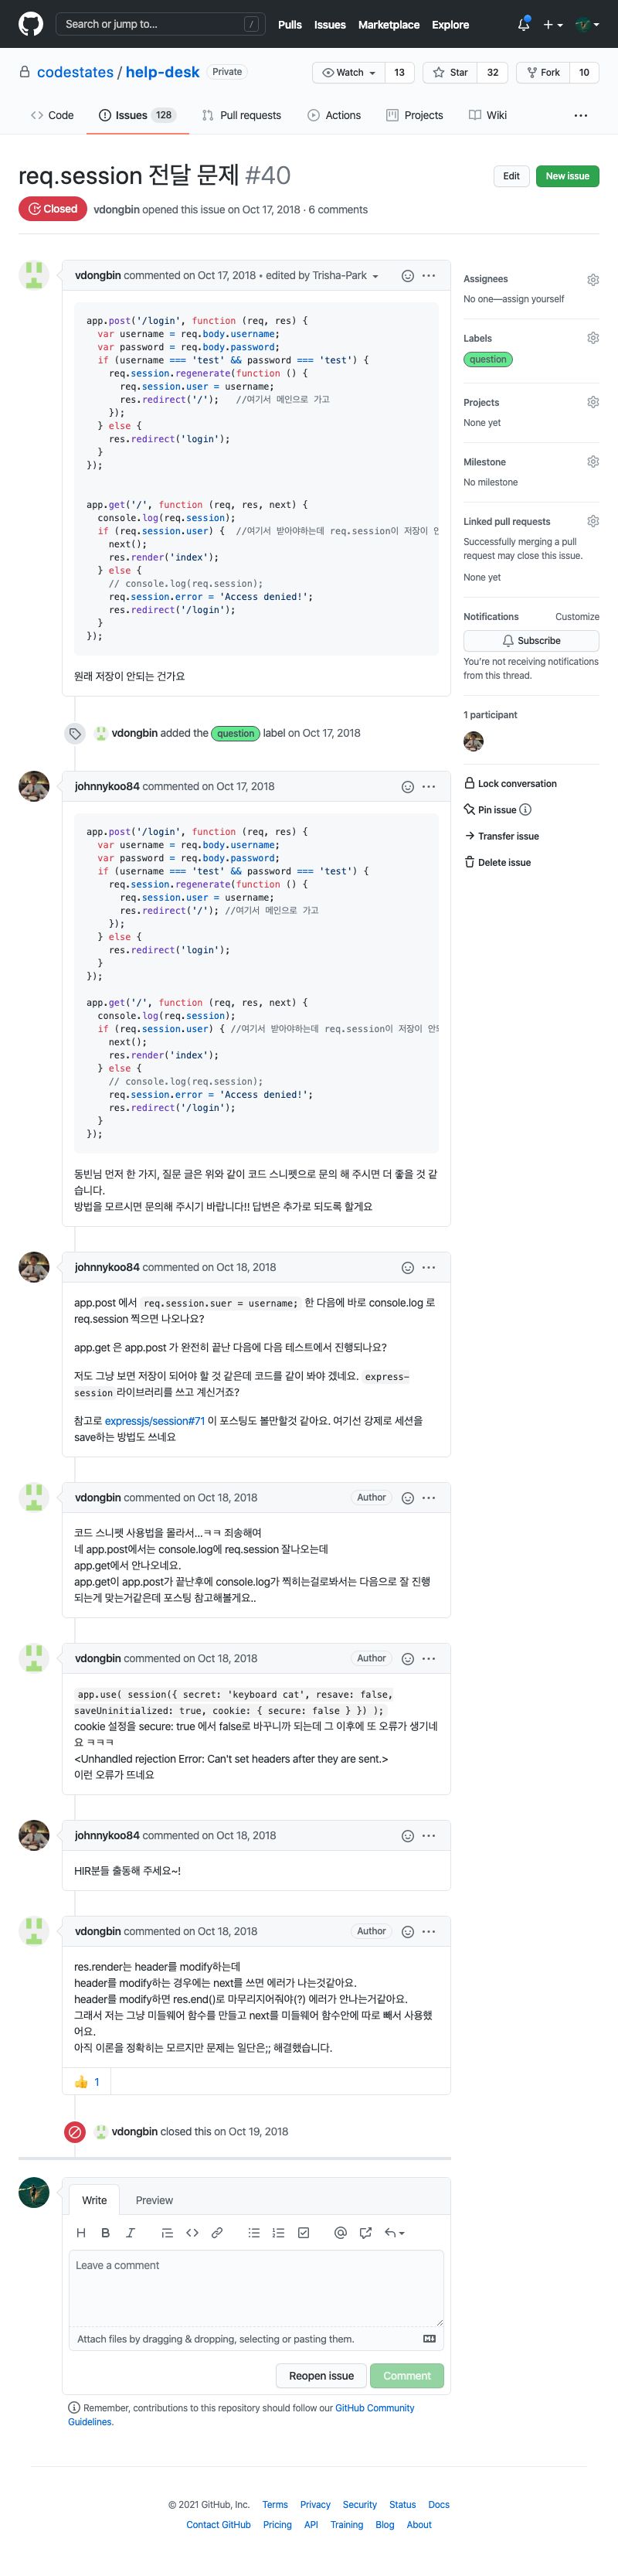 Search or jump to...
/
Pulls Issues Marketplace Explore
codestates / help-desk Private
Watch 13 Star 32 Fork 10
Code Issues 128 Pull requests Actions Projects Wiki
req.session 전달 문제 #40
Edit New issue
Closed vdongbin opened this issue on Oct 17, 2018 · 6 comments
vdongbin commented on Oct 17, 2018 • edited by Trisha-Park
app.post('/login', function (req, res) {
var username = req.body.username;
var password = req.body.password;
if (username === 'test' && password === 'test') {
req.session.regenerate(function () {
req.session.user = username;
res.redirect('/'); //여기서 메인으로 가고
});
} else {
res.redirect('login');
}
});
app.get('/', function (req, res, next) {
console.log(req.session);
if (req.session.user) { //여기서 받아야하는데 req.session이 저장이 안
next();
res.render('index');
} else {
// console.log(req.session);
req.session.error = 'Access denied!';
res.redirect('/login');
}
});
원래 저장이 안되는 건가요
Assignees
No one—assign yourself
Labels
question
Projects
None yet
Milestone
No milestone
Linked pull requests
Successfully merging a pull
request may close this issue.
None yet
Notifications Customize
Subscribe
You're not receiving notifications
from this thread.
1 participant
Lock conversation
Pin issue
Transfer issue
Delete issue
vdongbin added the question label on Oct 17, 2018
johnnykoo84 commented on Oct 17, 2018
app.post('/login', function (req, res) {
var username = req.body.username;
var password = req.body.password;
if (username === 'test' && password === 'test') {
req.session.regenerate(function () {
req.session.user = username;
res.redirect('/'); //여기서 메인으로 가고
});
} else {
res.redirect('login');
}
});
app.get('/', function (req, res, next) {
console.log(req.session);
if (req.session.user) { //여기서 받아야하는데 req.session이 저장이 안되
next();
res.render('index');
} else {
// console.log(req.session);
req.session.error = 'Access denied!';
res.redirect('/login');
}
});
동빈님 먼저 한 가지, 질문 글은 위와 같이 코드 스니펫으로 문의 해 주시면 더 좋을 것 같
습니다.
방법을 모르시면 문의해 주시기 바랍니다!! 답변은 추가로 되도록 할게요
johnnykoo84 commented on Oct 18, 2018
app.post 에서 req.session.suer = username; 한 다음에 바로 console.log 로
req.session 찍으면 나오나요?
app.get 은 app.post 가 완전히 끝난 다음에 다음 테스트에서 진행되나요?
저도 그냥 보면 저장이 되어야 할 것 같은데 코드를 같이 봐야 겠네요. express-
session 라이브러리를 쓰고 계신거죠?
참고로 expressjs/session#71 이 포스팅도 볼만할것 같아요. 여기선 강제로 세션을
save하는 방법도 쓰네요
vdongbin commented on Oct 18, 2018 Author
코드 스니펫 사용법을 몰라서...ㅋㅋ 죄송해여
네 app.post에서는 console.log에 req.session 잘나오는데
app.get에서 안나오네요.
app.get이 app.post가 끝난후에 console.log가 찍히는걸로봐서는 다음으로 잘 진행
되는게 맞는거같은데 포스팅 참고해볼게요..
vdongbin commented on Oct 18, 2018 Author
app.use( session({ secret: 'keyboard cat', resave: false,
saveUninitialized: true, cookie: { secure: false } }) );
cookie 설정을 secure: true 에서 false로 바꾸니까 되는데 그 이후에 또 오류가 생기네
요 ㅋㅋㅋ
<Unhandled rejection Error: Can't set headers after they are sent.>
이런 오류가 뜨네요
johnnykoo84 commented on Oct 18, 2018
HIR분들 출동해 주세요~!
vdongbin commented on Oct 18, 2018 Author
res.render는 header를 modify하는데
header를 modify하는 경우에는 next를 쓰면 에러가 나는것같아요.
header를 modify하면 res.end()로 마무리지어줘야(?) 에러가 안나는거같아요.
그래서 저는 그냥 미들웨어 함수를 만들고 next를 미들웨어 함수안에 따로 빼서 사용했
어요.
아직 이론을 정확히는 모르지만 문제는 일단은;; 해결했습니다.
👍 1
vdongbin closed this on Oct 19, 2018
Write Preview
Leave a comment
Attach files by dragging & dropping, selecting or pasting them.
Reopen issue Comment
Remember, contributions to this repository should follow our GitHub Community
Guidelines.
© 2021 GitHub, Inc. Terms Privacy Security Status Docs
Contact GitHub Pricing API Training Blog About